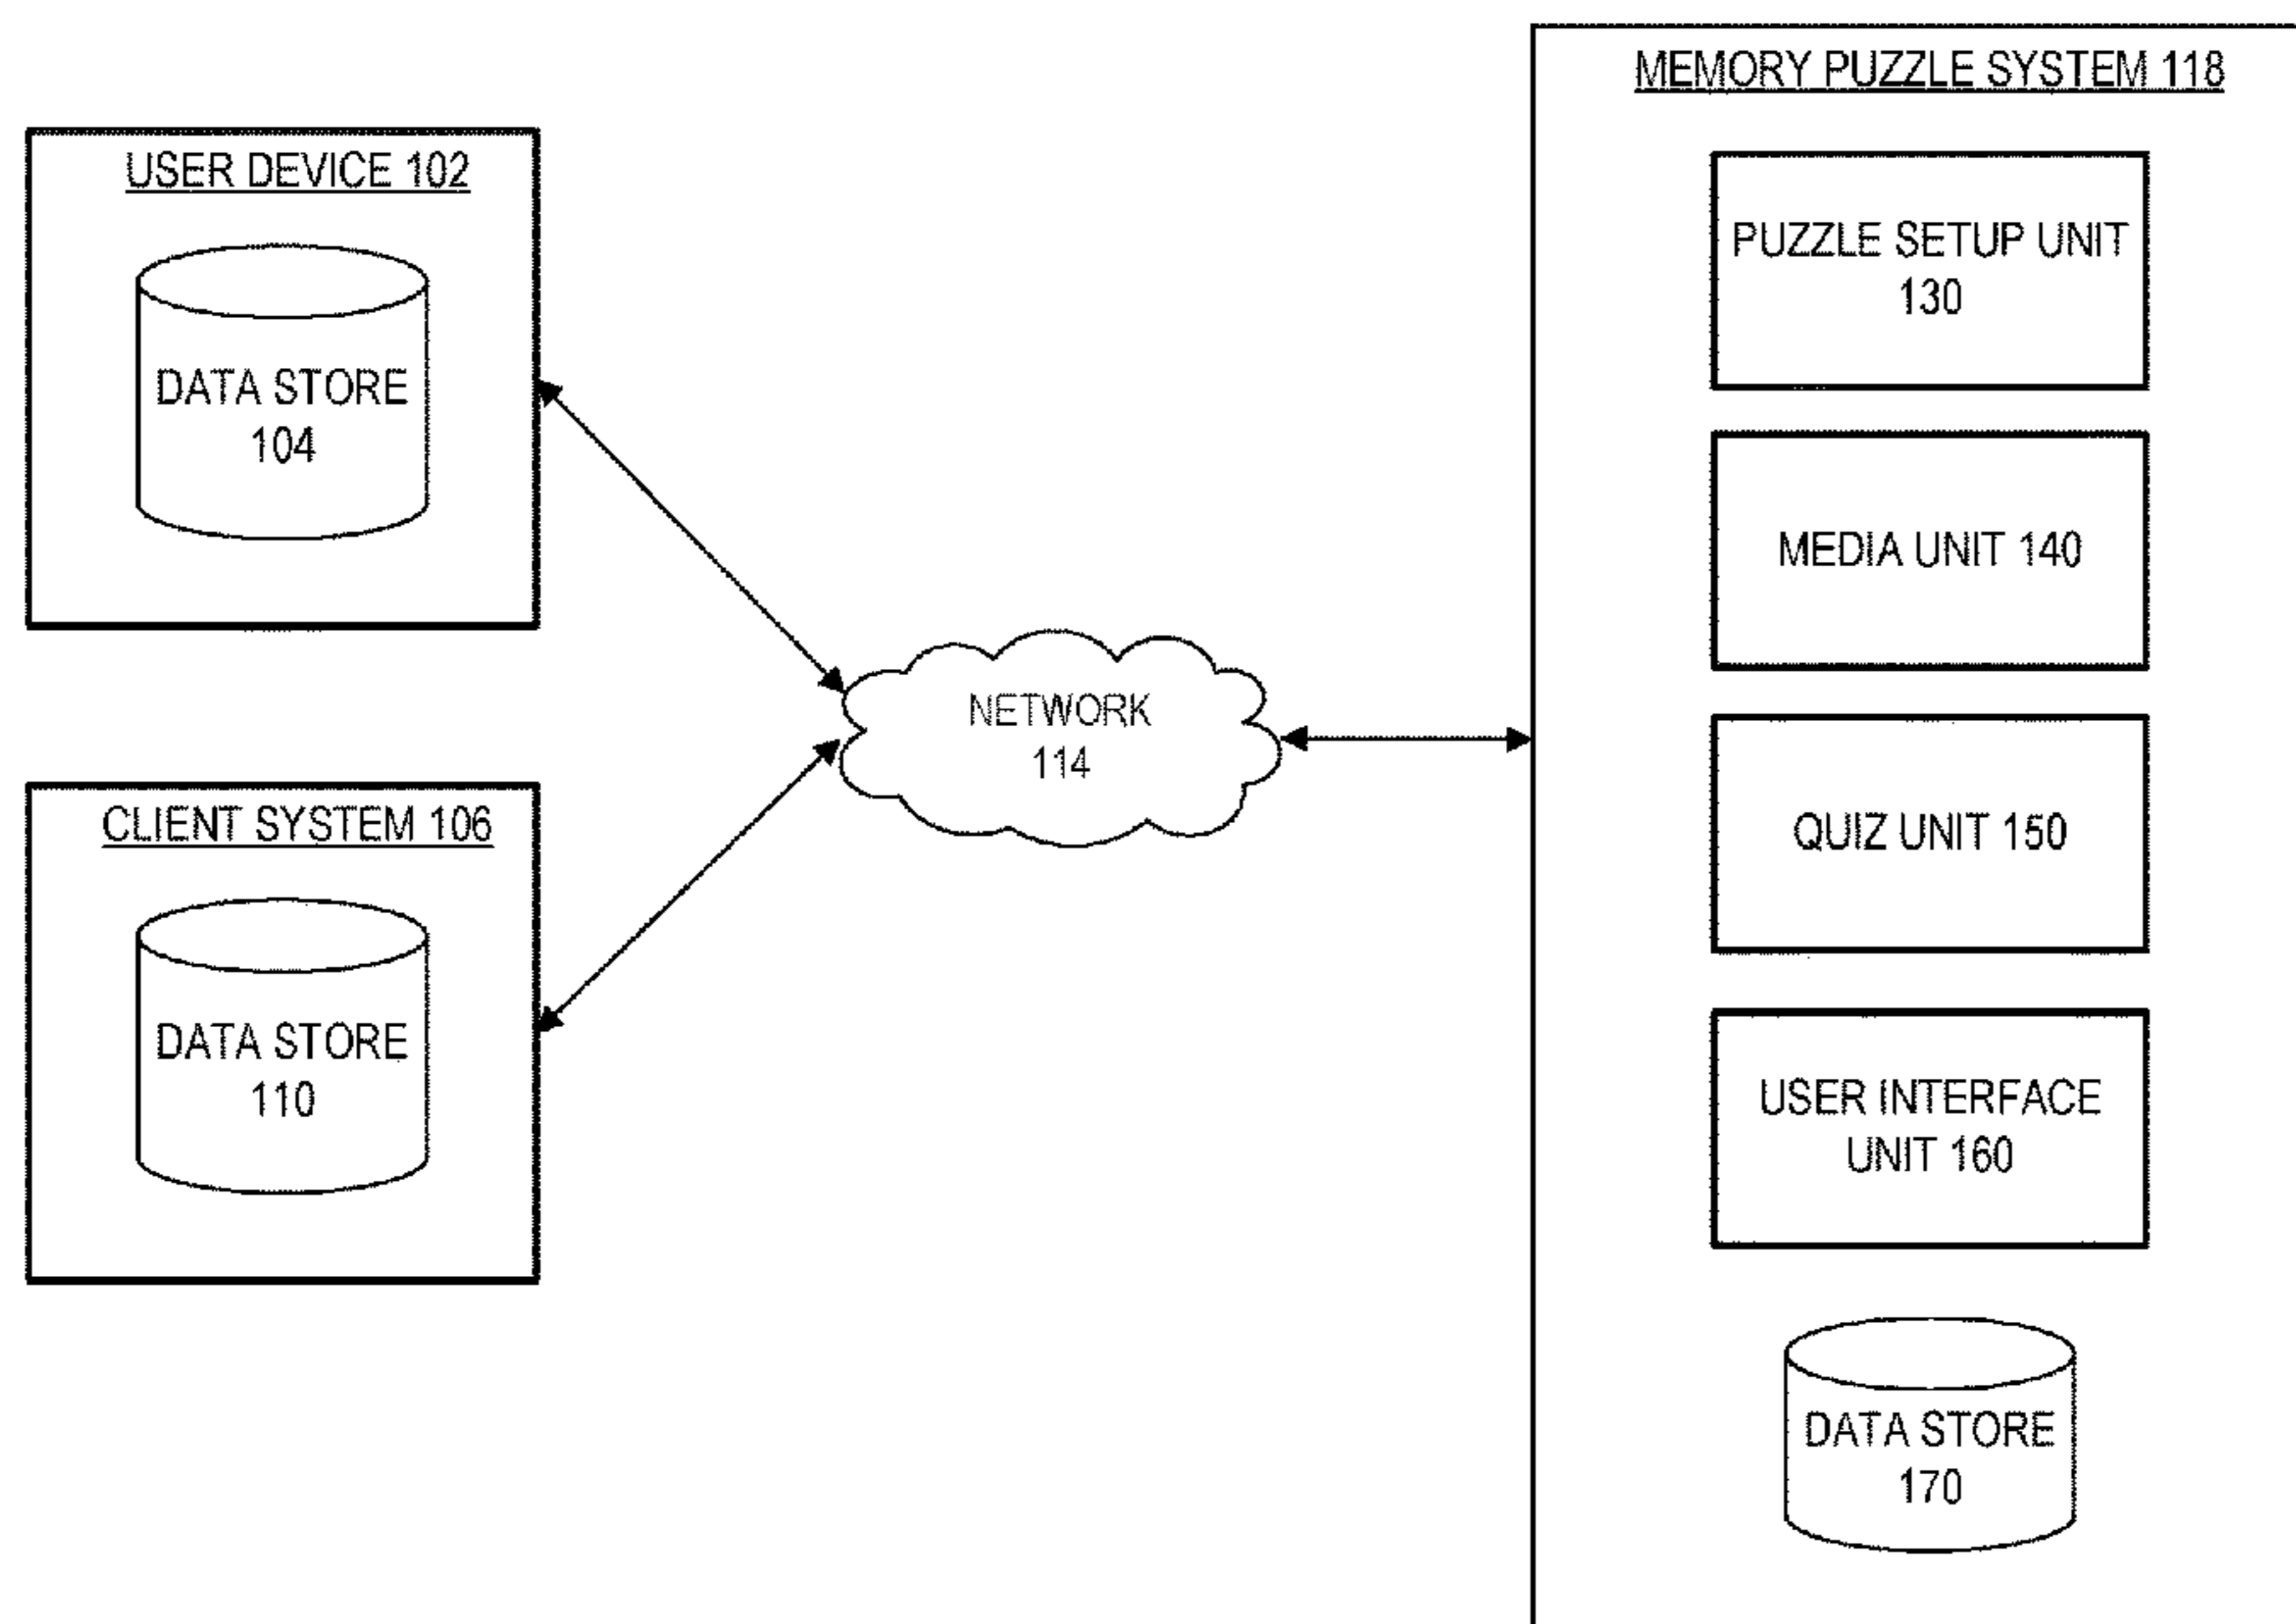 USER DEVICE 102
DATA STORE
104
CLIENT SYSTEM 106
DATA STORE
110
NETWORK
114
MEMORY PUZZLE SYSTEM 118
PUZZLE SETUP UNIT
130
MEDIA UNIT 140
QUIZ UNIT 150
USER INTERFACE
UNIT 160
DATA STORE
170